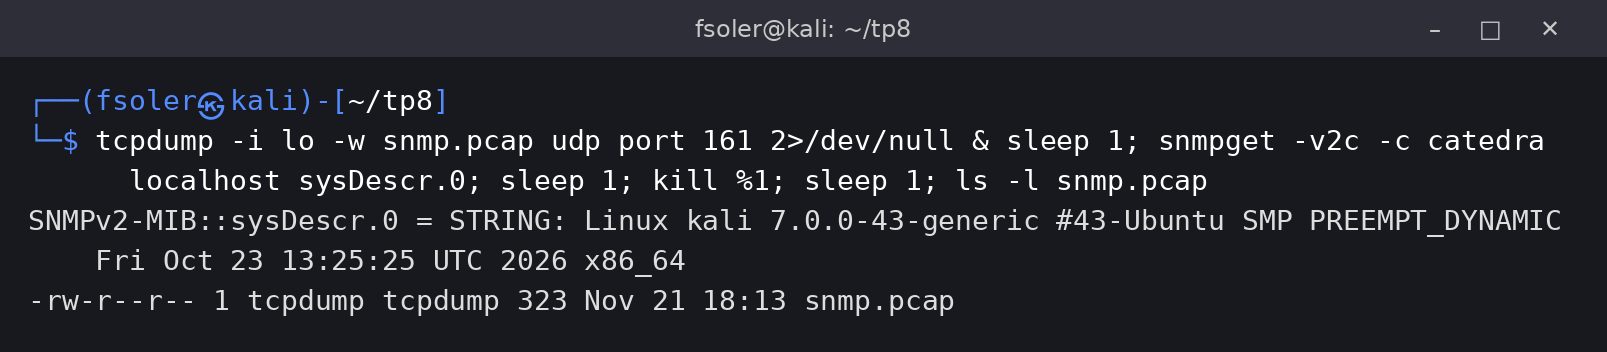 fsoler@kali: ~/tp8
┌──(fsoler㉿kali)-[~/tp8]
└─$ tcpdump -i lo -w snmp.pcap udp port 161 2>/dev/null & sleep 1; snmpget -v2c -c catedra
localhost sysDescr.0; sleep 1; kill %1; sleep 1; ls -l snmp.pcap
SNMPv2-MIB::sysDescr.0 = STRING: Linux kali 7.0.0-43-generic #43-Ubuntu SMP PREEMPT_DYNAMIC
Fri Oct 23 13:25:25 UTC 2026 x86_64
-rw-r--r-- 1 tcpdump tcpdump 323 Nov 21 18:13 snmp.pcap